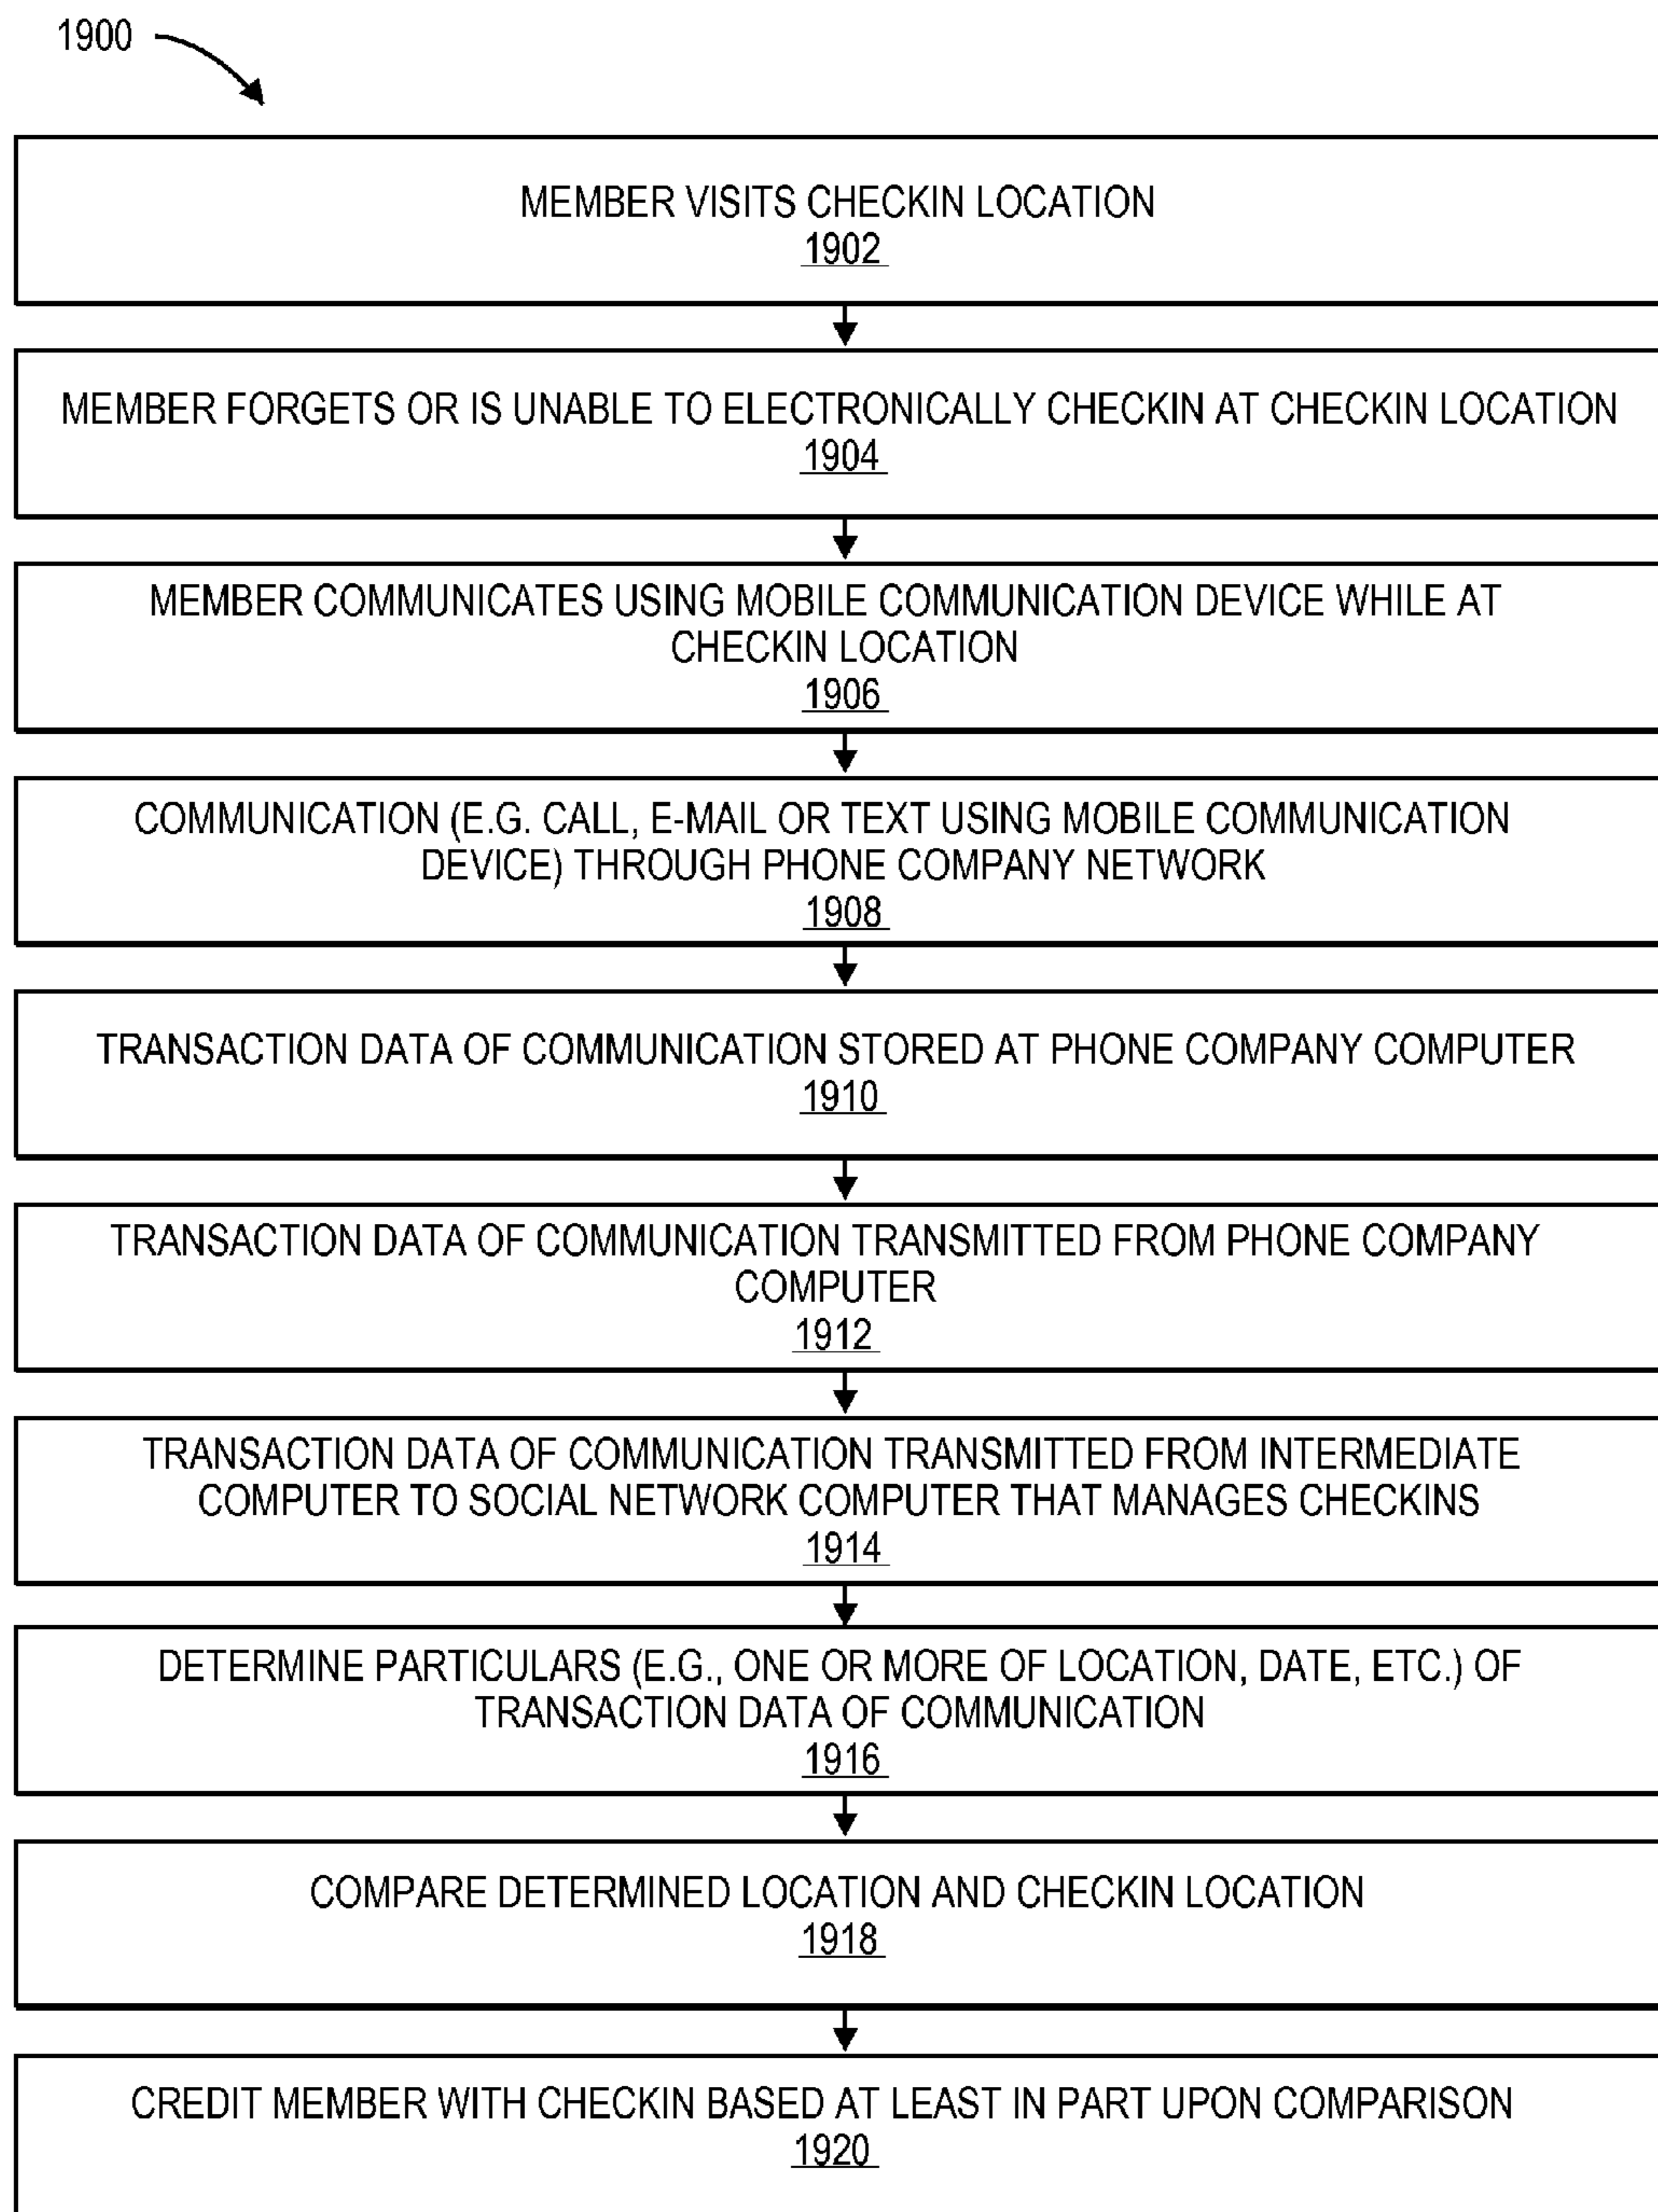 1900
MEMBER VISITS CHECKIN LOCATION
1902
MEMBER FORGETS OR IS UNABLE TO ELECTRONICALLY CHECKIN AT CHECKIN LOCATION
1904
MEMBER COMMUNICATES USING MOBILE COMMUNICATION DEVICE WHILE AT
CHECKIN LOCATION
1906
COMMUNICATION (E.G. CALL, E-MAIL OR TEXT USING MOBILE COMMUNICATION
DEVICE) THROUGH PHONE COMPANY NETWORK
1908
TRANSACTION DATA OF COMMUNICATION STORED AT PHONE COMPANY COMPUTER
1910
TRANSACTION DATA OF COMMUNICATION TRANSMITTED FROM PHONE COMPANY
COMPUTER
1912
TRANSACTION DATA OF COMMUNICATION TRANSMITTED FROM INTERMEDIATE
COMPUTER TO SOCIAL NETWORK COMPUTER THAT MANAGES CHECKINS
1914
DETERMINE PARTICULARS (E.G., ONE OR MORE OF LOCATION, DATE, ETC.) OF
TRANSACTION DATA OF COMMUNICATION
1916
COMPARE DETERMINED LOCATION AND CHECKIN LOCATION
1918
CREDIT MEMBER WITH CHECKIN BASED AT LEAST IN PART UPON COMPARISON
1920